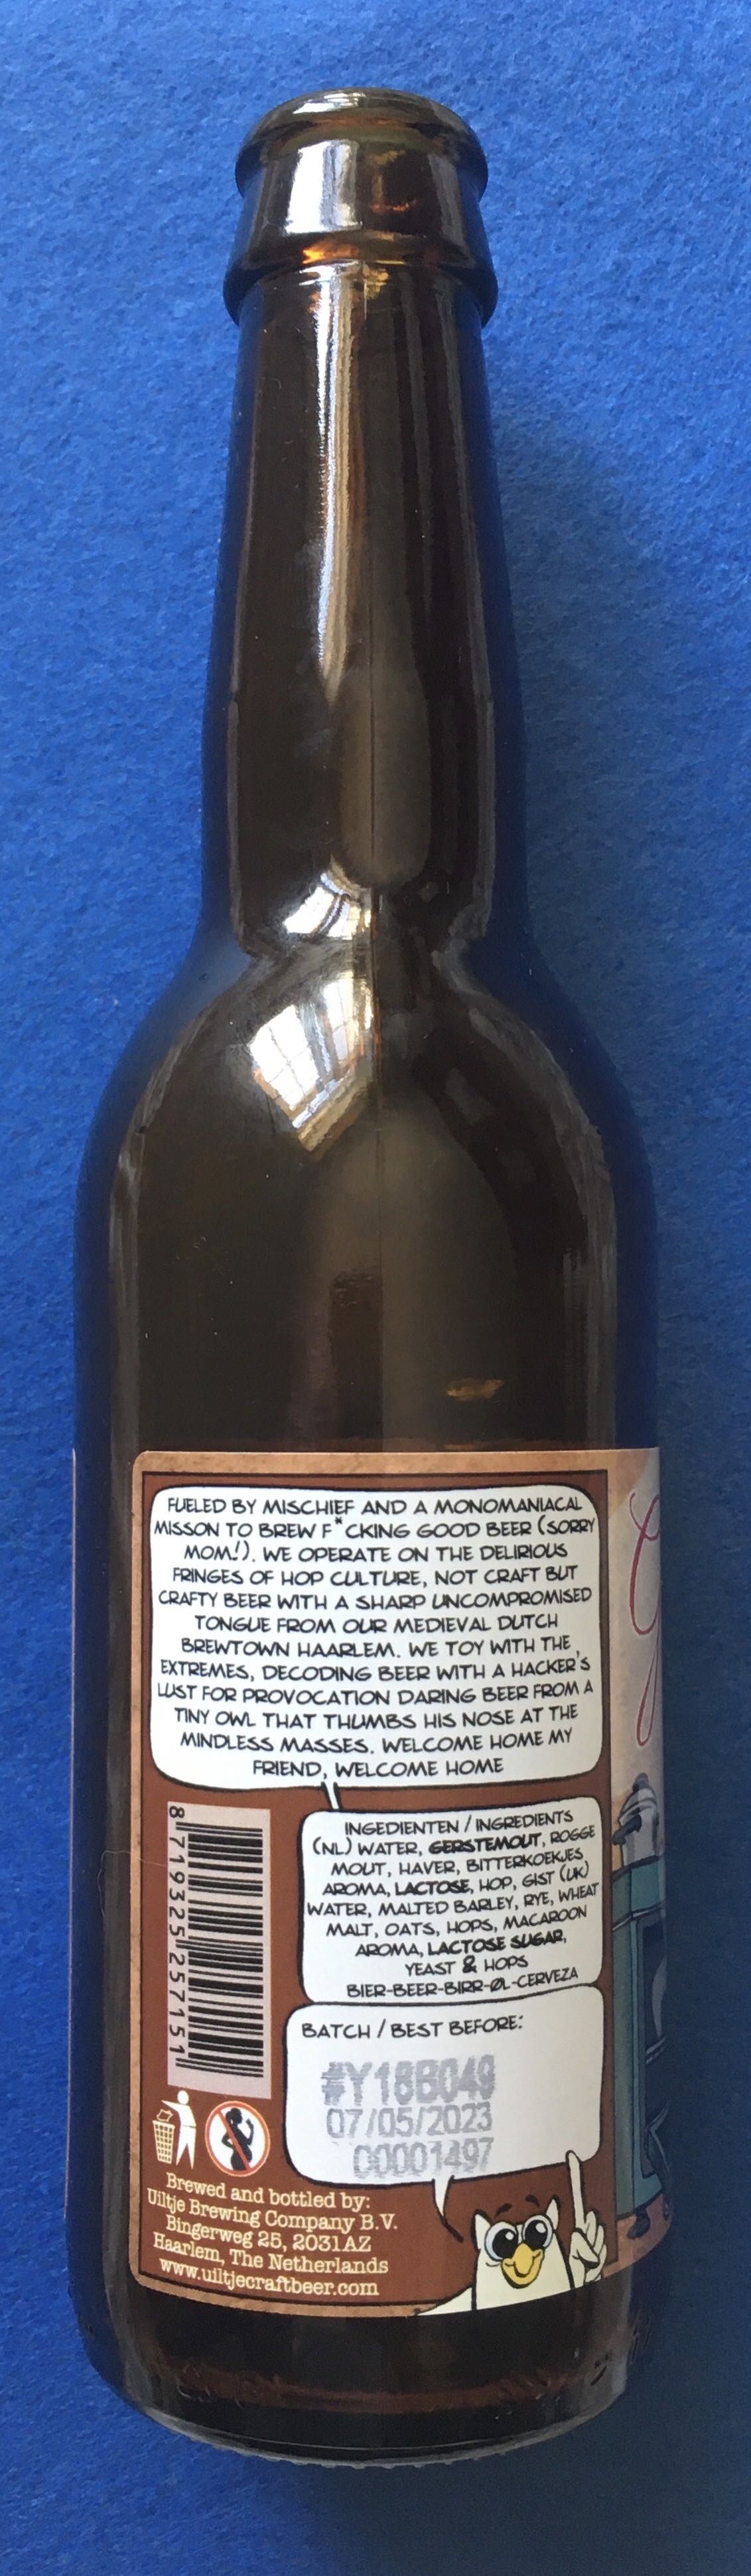 FUELED BY MISCHIEF AND A MONOMANIACAL
MISSON TO BREW F*CKING GOOD BEER (SORRY
MOM!). WE OPERATE ON THE DELIRIOUS
FRINGES OF HOP CULTURE, NOT CRAFT BUT
CRAFTY BEER WITH A SHARP UNCOMPROMISED
TONGUE FROM OUR MEDIEVAL DUTCH
BREWTOWN HAARLEM. WE TOY WITH THE
EXTREMES, DECODING BEER WITH A HACKER'S
LUST FOR PROVOCATION DARING BEER FROM A
TINY OWL THAT THUMBS HIS NOSE AT THE
MINDLESS MASSES. WELCOME HOME MY
FRIEND, WELCOME HOME
8 719325 257151
INGEDIENTEN / INGREDIENTS
(NL) WATER, GERSTEMOUT, ROGGE
MOUT, HAVER, BITTERKOEKJES
AROMA, LACTOSE, HOP, GIST (UK)
WATER, MALTED BARLEY, RYE, WHEAT
MALT, OATS, HOPS, MACAROON
AROMA, LACTOSE SUGAR,
YEAST & HOPS
BIER-BEER-BIRR-ØL-CERVEZA
BATCH / BEST BEFORE:
#Y18B049
07/05/2023
00001497
Brewed and bottled by:
Uiltje Brewing Company B.V.
Bingerweg 25, 2031AZ
Haarlem, The Netherlands
www.uiltjecraftbeer.com